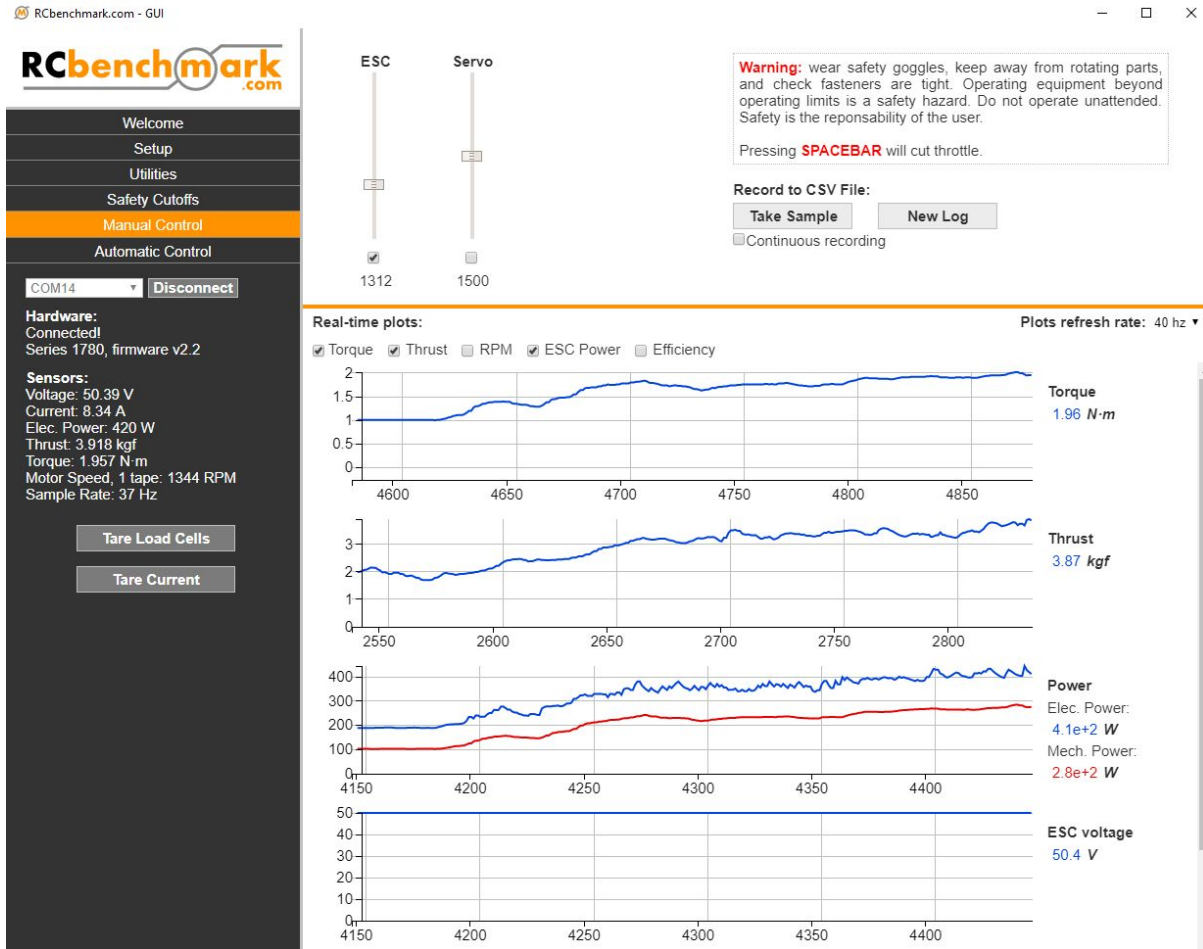 RCbenchmark.com - GUI
RCbenchmark
.com
Welcome
Setup
Utilities
Safety Cutoffs
Manual Control
Automatic Control
COM14
Disconnect
Hardware:
Connected!
Series 1780, firmware v2.2
Sensors:
Voltage: 50.39 V
Current: 8.34 A
Elec. Power: 420 W
Thrust: 3.918 kgf
Torque: 1.957 N·m
Motor Speed, 1 tape: 1344 RPM
Sample Rate: 37 Hz
Tare Load Cells
Tare Current
ESC Servo
1312 1500
Warning: wear safety goggles, keep away from rotating parts,
and check fasteners are tight. Operating equipment beyond
operating limits is a safety hazard. Do not operate unattended.
Safety is the reponsability of the user.
Pressing SPACEBAR will cut throttle.
Record to CSV File:
Take Sample New Log
Continuous recording
Real-time plots: Plots refresh rate: 40 hz
Torque Thrust RPM ESC Power Efficiency
2
1.5
1
0.5
0
4600 4650 4700 4750 4800 4850
Torque
1.96 N·m
3
2
1
0
2550 2600 2650 2700 2750 2800
Thrust
3.87 kgf
400
300
200
100
0
4150 4200 4250 4300 4350 4400
Power
Elec. Power:
4.1e+2 W
Mech. Power:
2.8e+2 W
50
40
30
20
10
0
4150 4200 4250 4300 4350 4400
ESC voltage
50.4 V